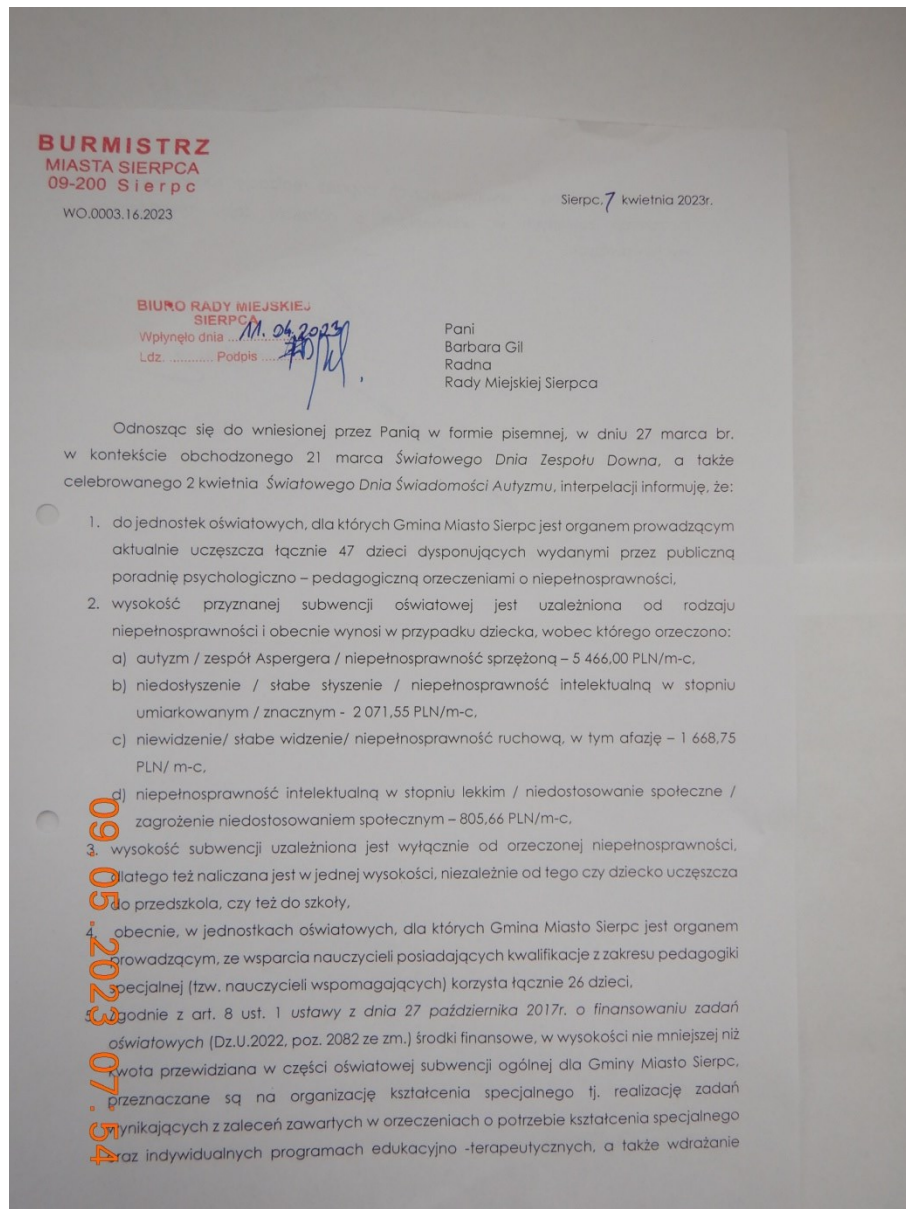 BURMISTRZ
MIASTA SIERPCA
09-200 Sierpc
WO.0003.16.2023
Sierpc, 7 kwietnia 2023r.
BIURO RADY MIEJSKIEJ
SIERPCA
Wpłynęło dnia 11.04.2023
Ldz. ............ Podpis ............
Pani
Barbara Gil
Radna
Rady Miejskiej Sierpca
Odnosząc się do wniesionej przez Panią w formie pisemnej, w dniu 27 marca br.
w kontekście obchodzonego 21 marca Światowego Dnia Zespołu Downa, a także
celebrowanego 2 kwietnia Światowego Dnia Świadomości Autyzmu, interpelacji informuję, że:
1. do jednostek oświatowych, dla których Gmina Miasto Sierpc jest organem prowadzącym
aktualnie uczęszcza łącznie 47 dzieci dysponujących wydanymi przez publiczną
poradnię psychologiczno – pedagogiczną orzeczeniami o niepełnosprawności,
2. wysokość przyznanej subwencji oświatowej jest uzależniona od rodzaju
niepełnosprawności i obecnie wynosi w przypadku dziecka, wobec którego orzeczono:
a) autyzm / zespół Aspergera / niepełnosprawność sprzężoną – 5 466,00 PLN/m-c,
b) niedosłyszenie / słabe słyszenie / niepełnosprawność intelektualną w stopniu
umiarkowanym / znacznym - 2 071,55 PLN/m-c,
c) niewidzenie/ słabe widzenie/ niepełnosprawność ruchową, w tym afazję – 1 668,75
PLN/ m-c,
d) niepełnosprawność intelektualną w stopniu lekkim / niedostosowanie społeczne /
zagrożenie niedostosowaniem społecznym – 805,66 PLN/m-c,
3. wysokość subwencji uzależniona jest wyłącznie od orzeczonej niepełnosprawności,
dlatego też naliczana jest w jednej wysokości, niezależnie od tego czy dziecko uczęszcza
do przedszkola, czy też do szkoły,
4. obecnie, w jednostkach oświatowych, dla których Gmina Miasto Sierpc jest organem
prowadzącym, ze wsparcia nauczycieli posiadających kwalifikacje z zakresu pedagogiki
specjalnej (tzw. nauczycieli wspomagających) korzysta łącznie 26 dzieci,
5. Zgodnie z art. 8 ust. 1 ustawy z dnia 27 października 2017r. o finansowaniu zadań
oświatowych (Dz.U.2022, poz. 2082 ze zm.) środki finansowe, w wysokości nie mniejszej niż
kwota przewidziana w części oświatowej subwencji ogólnej dla Gminy Miasto Sierpc,
przeznaczane są na organizację kształcenia specjalnego tj. realizację zadań
wynikających z zaleceń zawartych w orzeczeniach o potrzebie kształcenia specjalnego
oraz indywidualnych programach edukacyjno -terapeutycznych, a także wdrażanie
09.05.2023 07:54